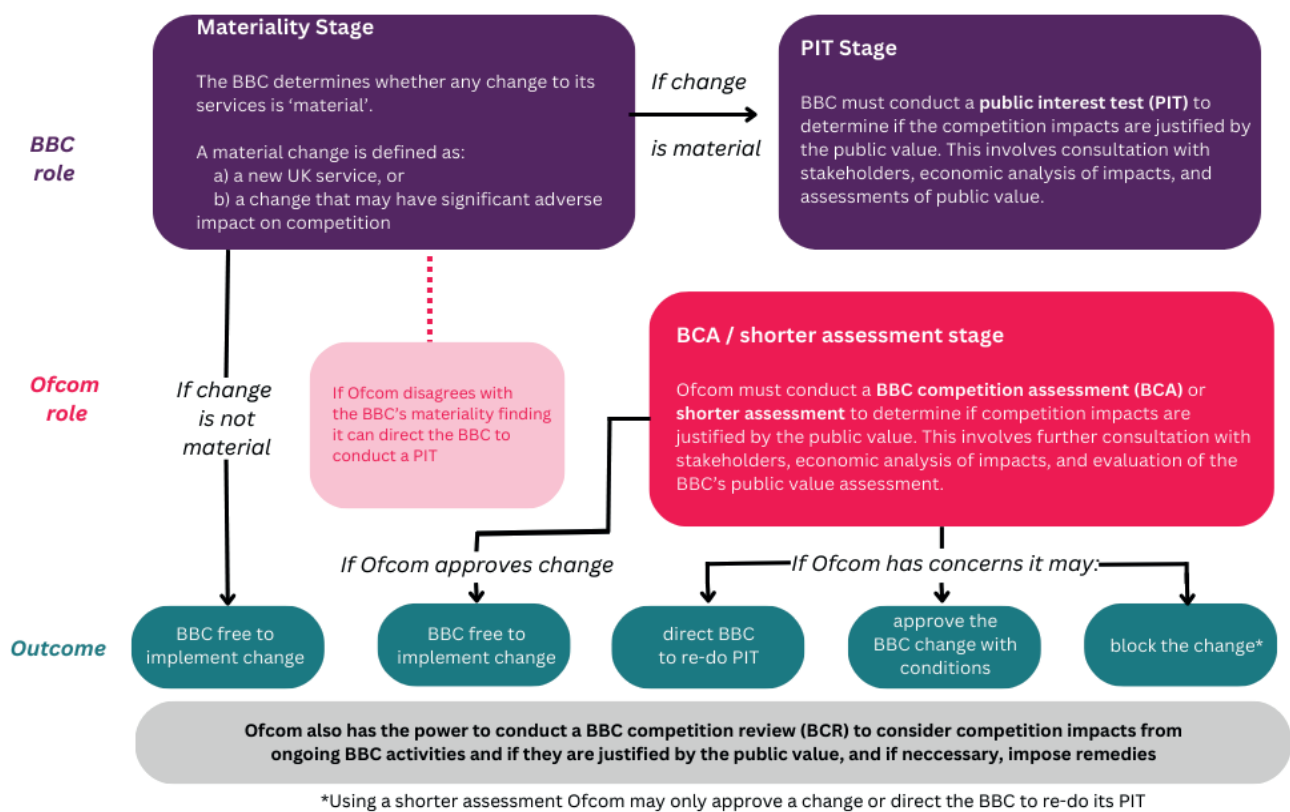 Materiality Stage
The BBC determines whether any change to its
services is ‘material’.
A material change is defined as:
a) a new UK service, or
b) a change that may have significant adverse
impact on competition
If change
is material
PIT Stage
BBC must conduct a public interest test (PIT) to
determine if the competition impacts are justified by
the public value. This involves consultation with
stakeholders, economic analysis of impacts, and
assessments of public value.
BBC
role
Ofcom
role
If change
is not
material
If Ofcom disagrees with
the BBC’s materiality finding
it can direct the BBC to
conduct a PIT
BCA / shorter assessment stage
Ofcom must conduct a BBC competition assessment (BCA) or
shorter assessment to determine if competition impacts are
justified by the public value. This involves further consultation with
stakeholders, economic analysis of impacts, and evaluation of the
BBC’s public value assessment.
If Ofcom approves change
If Ofcom has concerns it may:
Outcome
BBC free to
implement change
BBC free to
implement change
direct BBC
to re-do PIT
approve the
BBC change with
conditions
block the change*
Ofcom also has the power to conduct a BBC competition review (BCR) to consider competition impacts from
ongoing BBC activities and if they are justified by the public value, and if neccessary, impose remedies
*Using a shorter assessment Ofcom may only approve a change or direct the BBC to re-do its PIT